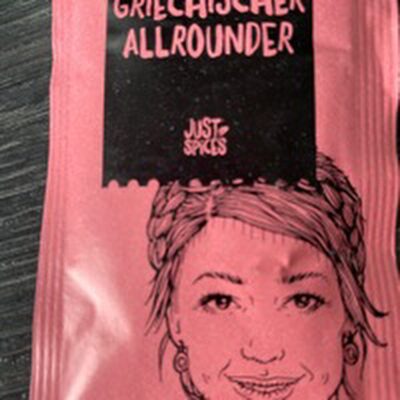 GRIECHISCHER
ALLROUNDER
JUST
SPICES